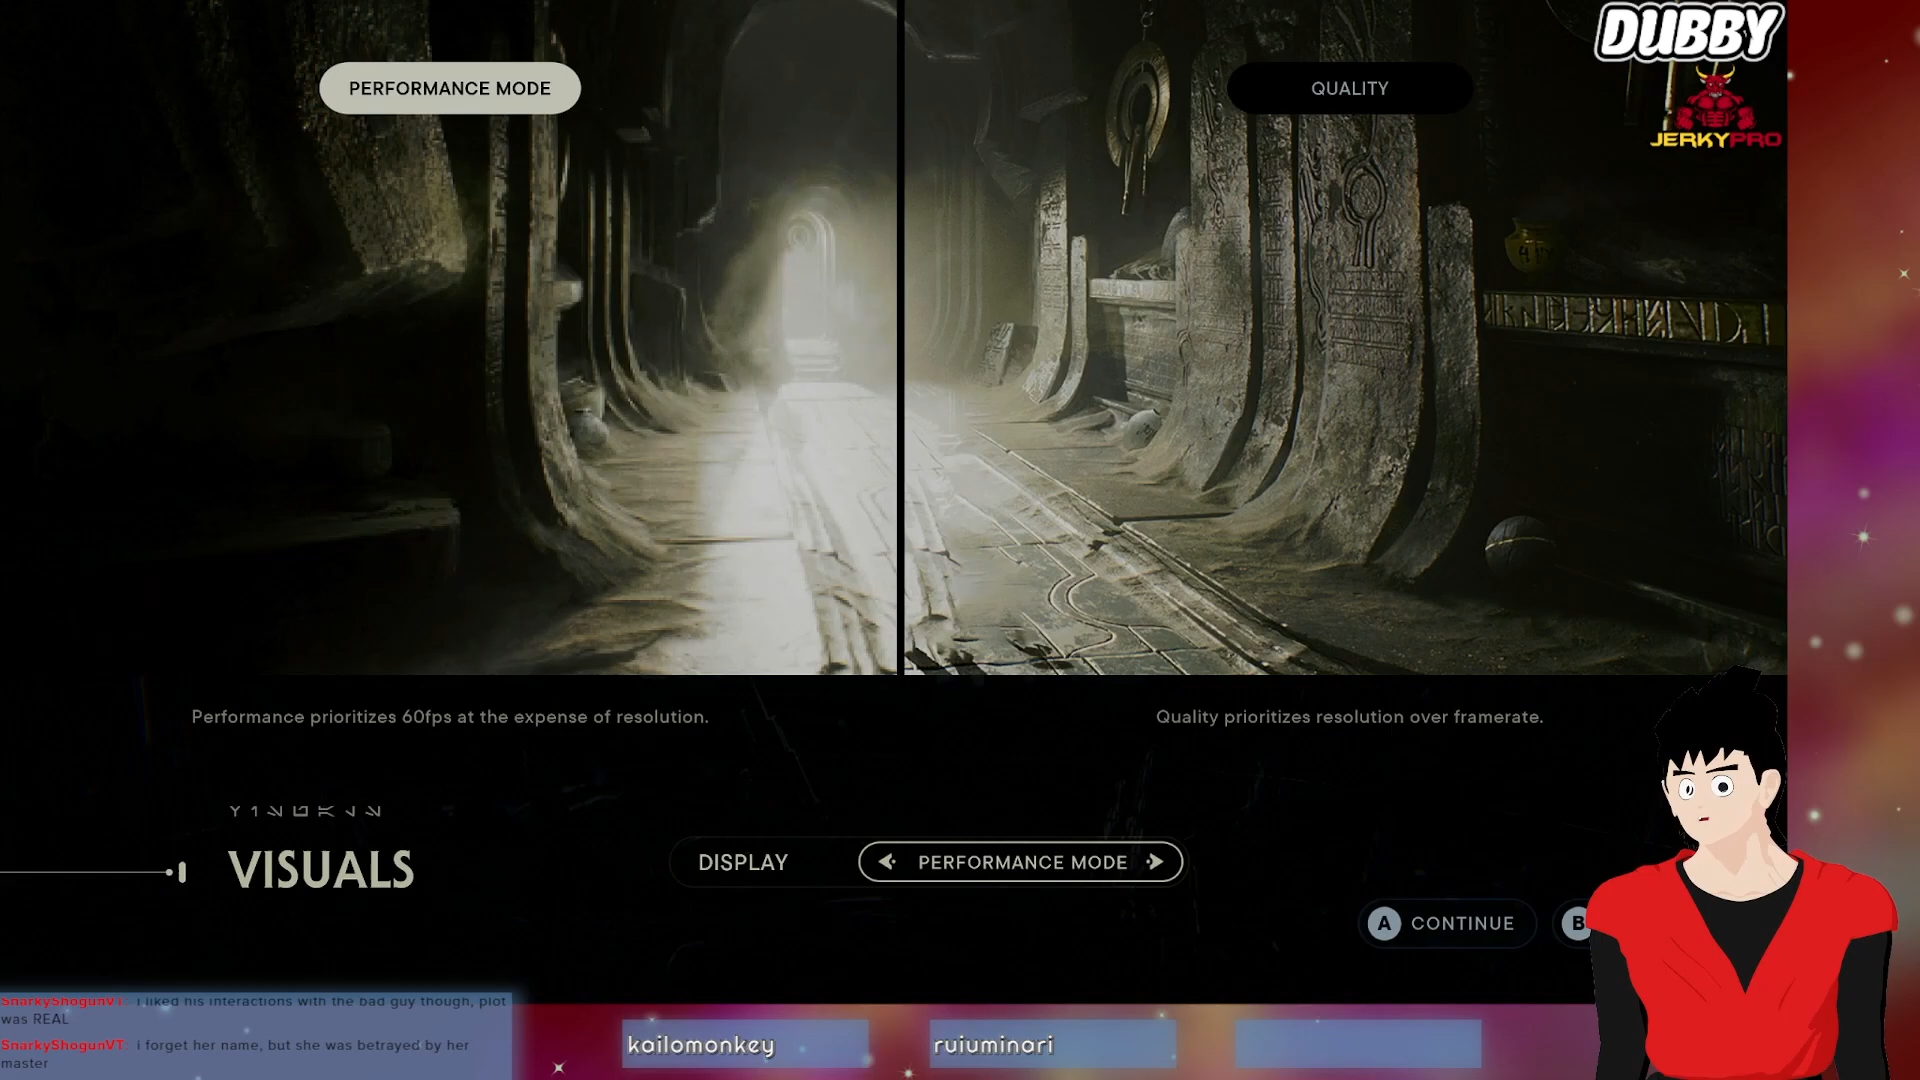 DUBBY
PERFORMANCE MODE
QUALITY
JERKYPRO
Performance prioritizes 60fps at the expense of resolution.
Quality prioritizes resolution over framerate.
VISUALS
DISPLAY
PERFORMANCE MODE
A CONTINUE
B
SnarkyShogunVT: i liked his interactions with the bad guy though, plot
was REAL
SnarkyShogunVT: i forget her name, but she was betrayed by her
master
kailomonkey
ruiuminari